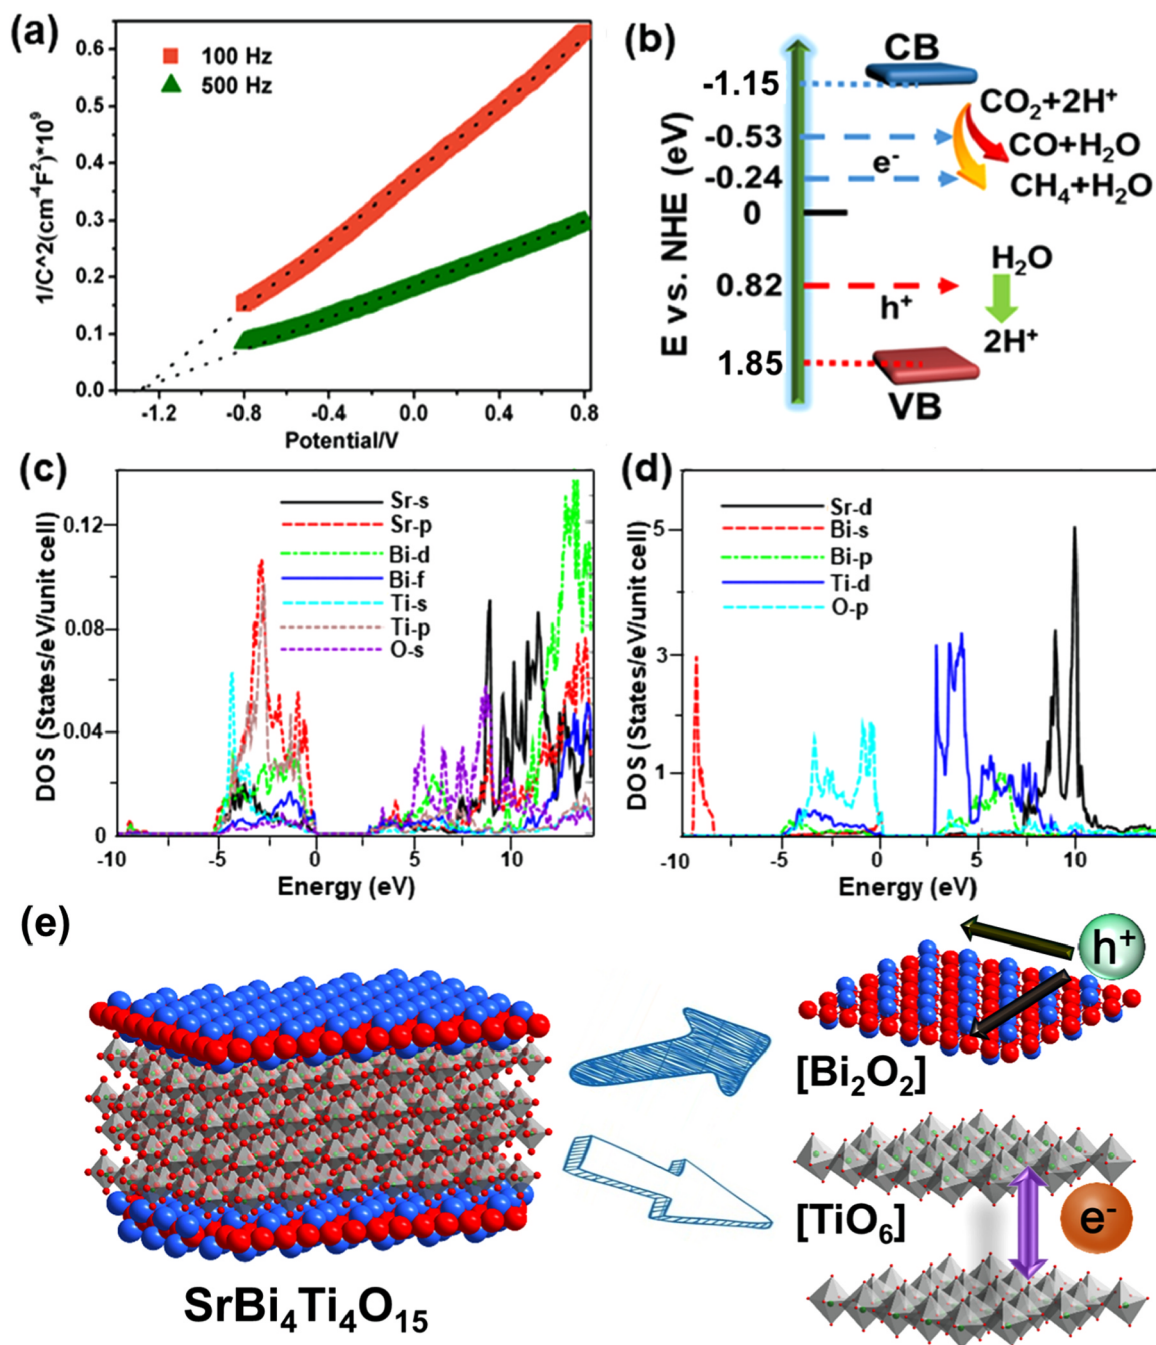 (a)
100 Hz
500 Hz
1/C^2(cm⁻⁴F²)*10⁹
0.6
0.5
0.4
0.3
0.2
0.1
0.0
-1.2 -0.8 -0.4 0.0 0.4 0.8
Potential/V
(b)
E vs. NHE (eV)
CB
-1.15
-0.53
-0.24
0
0.82
1.85
CO₂+2H⁺
CO+H₂O
e⁻
CH₄+H₂O
H₂O
h⁺
2H⁺
VB
(c)
DOS (States/eV/unit cell)
0.12
0.08
0.04
0
Sr-s
Sr-p
Bi-d
Bi-f
Ti-s
Ti-p
O-s
-10 -5 0 5 10
Energy (eV)
(d)
DOS (States/eV/unit cell)
5
3
1
Sr-d
Bi-s
Bi-p
Ti-d
O-p
-10 -5 0 5 10
Energy (eV)
(e)
h⁺
[Bi₂O₂]
[TiO₆]
e⁻
SrBi₄Ti₄O₁₅